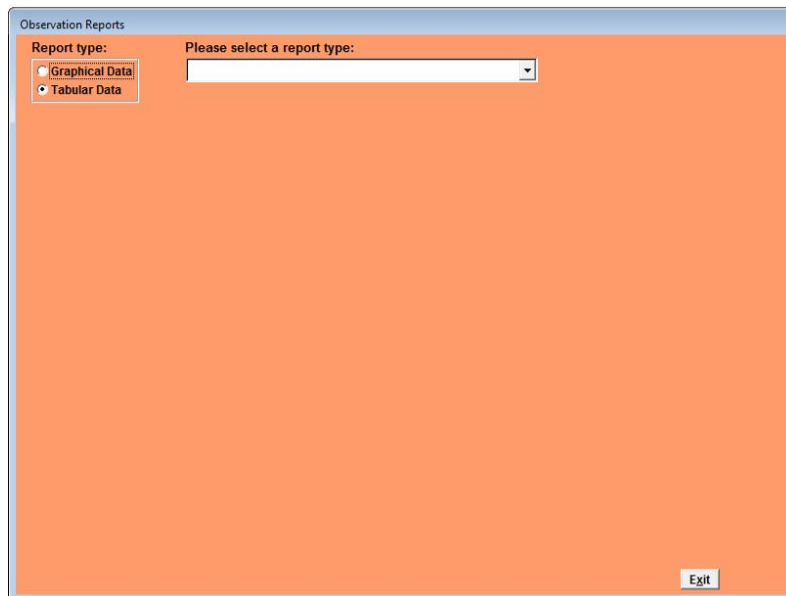 Observation Reports
Report type:
Please select a report type:
Graphical Data
Tabular Data
Exit